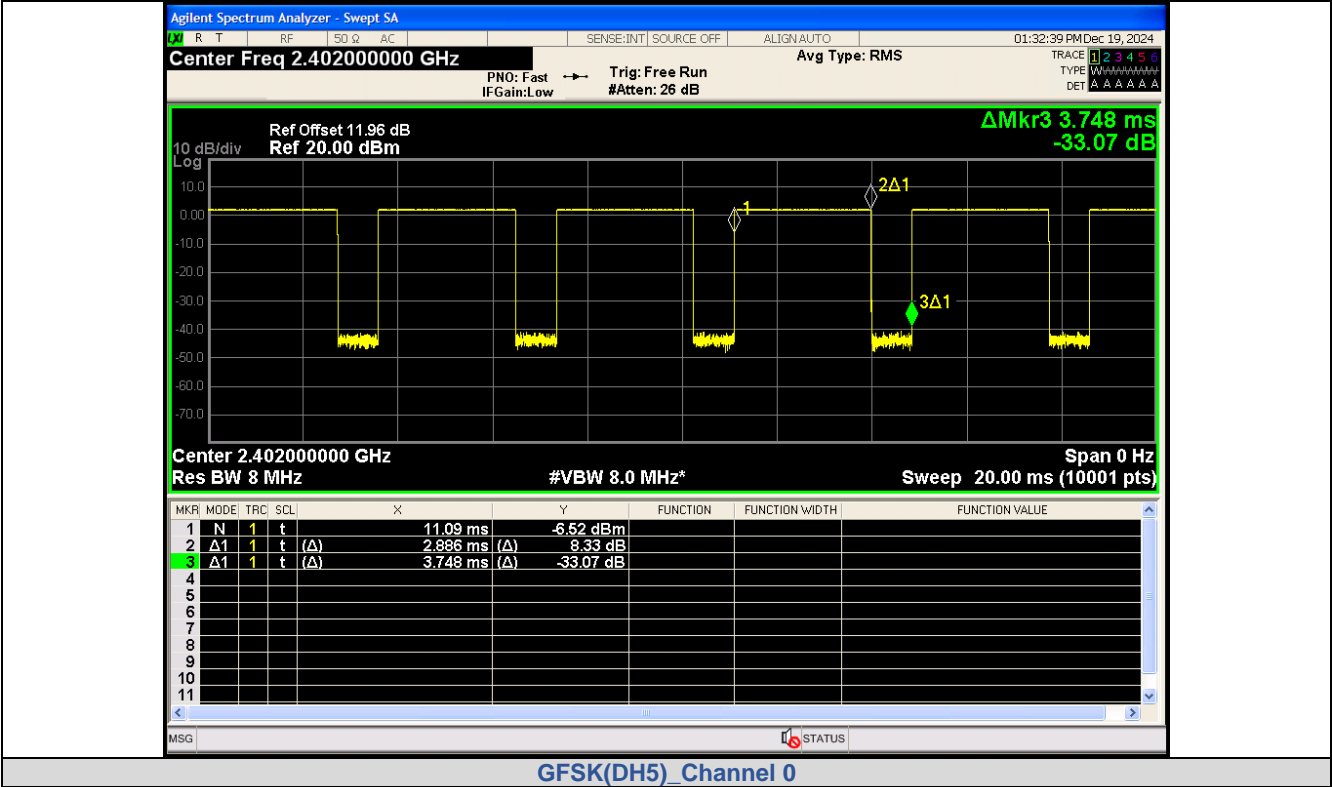 Agilent Spectrum Analyzer - Swept SA
LXI R T RF 50 Ω AC SENSE:INT SOURCE OFF ALIGN AUTO 01:32:39 PM Dec 19, 2024
Center Freq 2.402000000 GHz Avg Type: RMS TRACE 1 2 3 4 5 6
PNO: Fast Trig: Free Run TYPE WWWWWW
IFGain:Low #Atten: 26 dB DET A A A A A A
ΔMkr3 3.748 ms
Ref Offset 11.96 dB
10 dB/div Ref 20.00 dBm -33.07 dB
Log
10.0
2Δ1
1
0.00
-10.0
-20.0
-30.0
3Δ1
-40.0
-50.0
-60.0
-70.0
Center 2.402000000 GHz Span 0 Hz
Res BW 8 MHz #VBW 8.0 MHz* Sweep 20.00 ms (10001 pts)
MKR MODE TRC SCL X Y FUNCTION FUNCTION WIDTH FUNCTION VALUE
1 N 1 t 11.09 ms -6.52 dBm
2 Δ1 1 t (Δ) 2.886 ms (Δ) 8.33 dB
3 Δ1 1 t (Δ) 3.748 ms (Δ) -33.07 dB
4
5
6
7
8
9
10
11
MSG STATUS
GFSK(DH5)_Channel 0